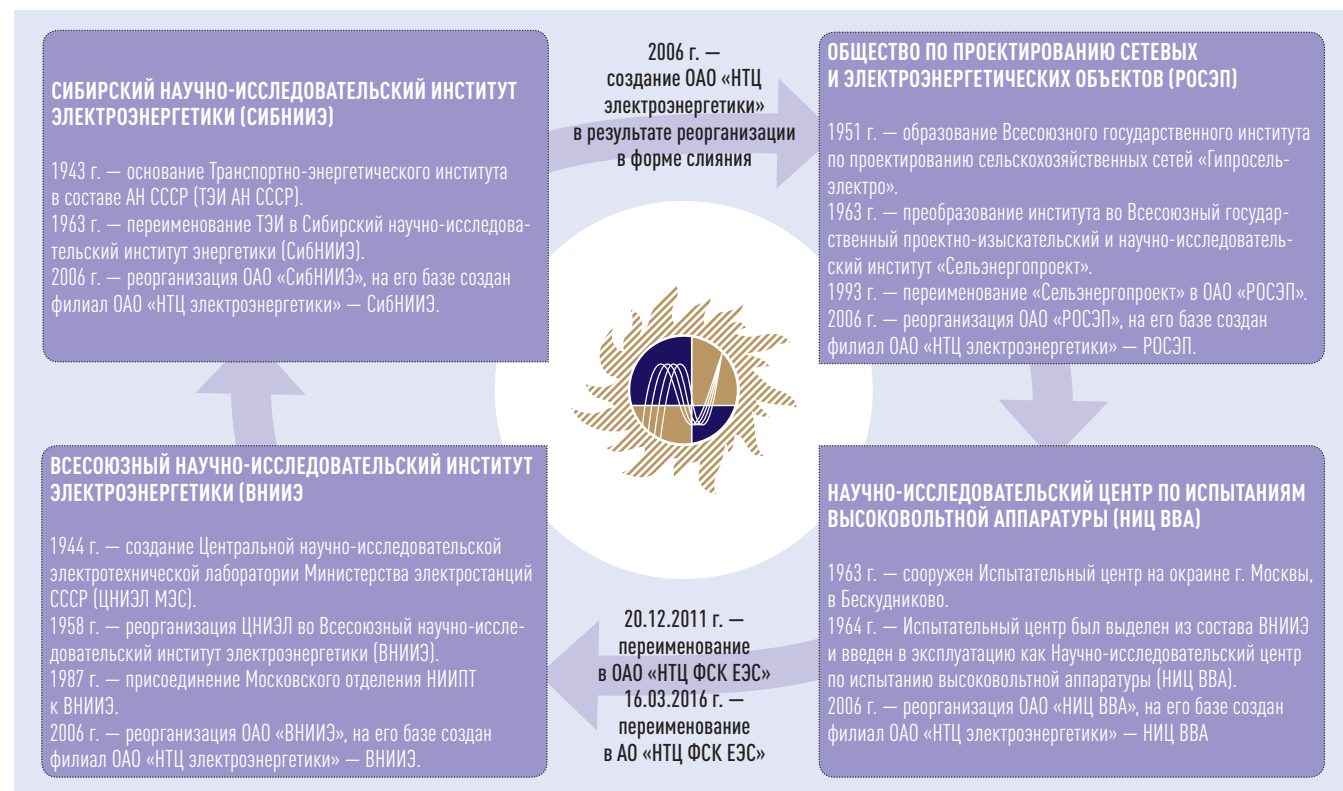 СИБИРСКИЙ НАУЧНО-ИССЛЕДОВАТЕЛЬСКИЙ ИНСТИТУТ
ЭЛЕКТРОЭНЕРГЕТИКИ (СИБНИИЭ)
1943 г. — основание Транспортно-энергетического института
в составе АН СССР (ТЭИ АН СССР).
1963 г. — переименование ТЭИ в Сибирский научно-исследова-
тельский институт энергетики (СибНИИЭ).
2006 г. — реорганизация ОАО «СибНИИЭ», на его базе создан
филиал ОАО «НТЦ электроэнергетики» — СибНИИЭ.
2006 г. —
создание ОАО «НТЦ
электроэнергетики»
в результате реорганизации
в форме слияния
ОБЩЕСТВО ПО ПРОЕКТИРОВАНИЮ СЕТЕВЫХ
И ЭЛЕКТРОЭНЕРГЕТИЧЕСКИХ ОБЪЕКТОВ (РОСЭП)
1951 г. — образование Всесоюзного государственного института
по проектированию сельскохозяйственных сетей «Гипросель-
электро».
1963 г. — преобразование института во Всесоюзный государ-
ственный проектно-изыскательский и научно-исследователь-
ский институт «Сельэнергопроект».
1993 г. — переименование «Сельэнергопроект» в ОАО «РОСЭП».
2006 г. — реорганизация ОАО «РОСЭП», на его базе создан
филиал ОАО «НТЦ электроэнергетики» — РОСЭП.
ВСЕСОЮЗНЫЙ НАУЧНО-ИССЛЕДОВАТЕЛЬСКИЙ ИНСТИТУТ
ЭЛЕКТРОЭНЕРГЕТИКИ (ВНИИЭ
1944 г. — создание Центральной научно-исследовательской
электротехнической лаборатории Министерства электростанций
СССР (ЦНИЭЛ МЭС).
1958 г. — реорганизация ЦНИЭЛ во Всесоюзный научно-иссле-
довательский институт электроэнергетики (ВНИИЭ).
1987 г. — присоединение Московского отделения НИИПТ
к ВНИИЭ.
2006 г. — реорганизация ОАО «ВНИИЭ», на его базе создан
филиал ОАО «НТЦ электроэнергетики» — ВНИИЭ.
20.12.2011 г. —
переименование
в ОАО «НТЦ ФСК ЕЭС»
16.03.2016 г. —
переименование
в АО «НТЦ ФСК ЕЭС»
НАУЧНО-ИССЛЕДОВАТЕЛЬСКИЙ ЦЕНТР ПО ИСПЫТАНИЯМ
ВЫСОКОВОЛЬТНОЙ АППАРАТУРЫ (НИЦ ВВА)
1963 г. — сооружен Испытательный центр на окраине г. Москвы,
в Бескудниково.
1964 г. — Испытательный центр был выделен из состава ВНИИЭ
и введен в эксплуатацию как Научно-исследовательский центр
по испытанию высоковольтной аппаратуры (НИЦ ВВА).
2006 г. — реорганизация ОАО «НИЦ ВВА», на его базе создан
филиал ОАО «НТЦ электроэнергетики» — НИЦ ВВА